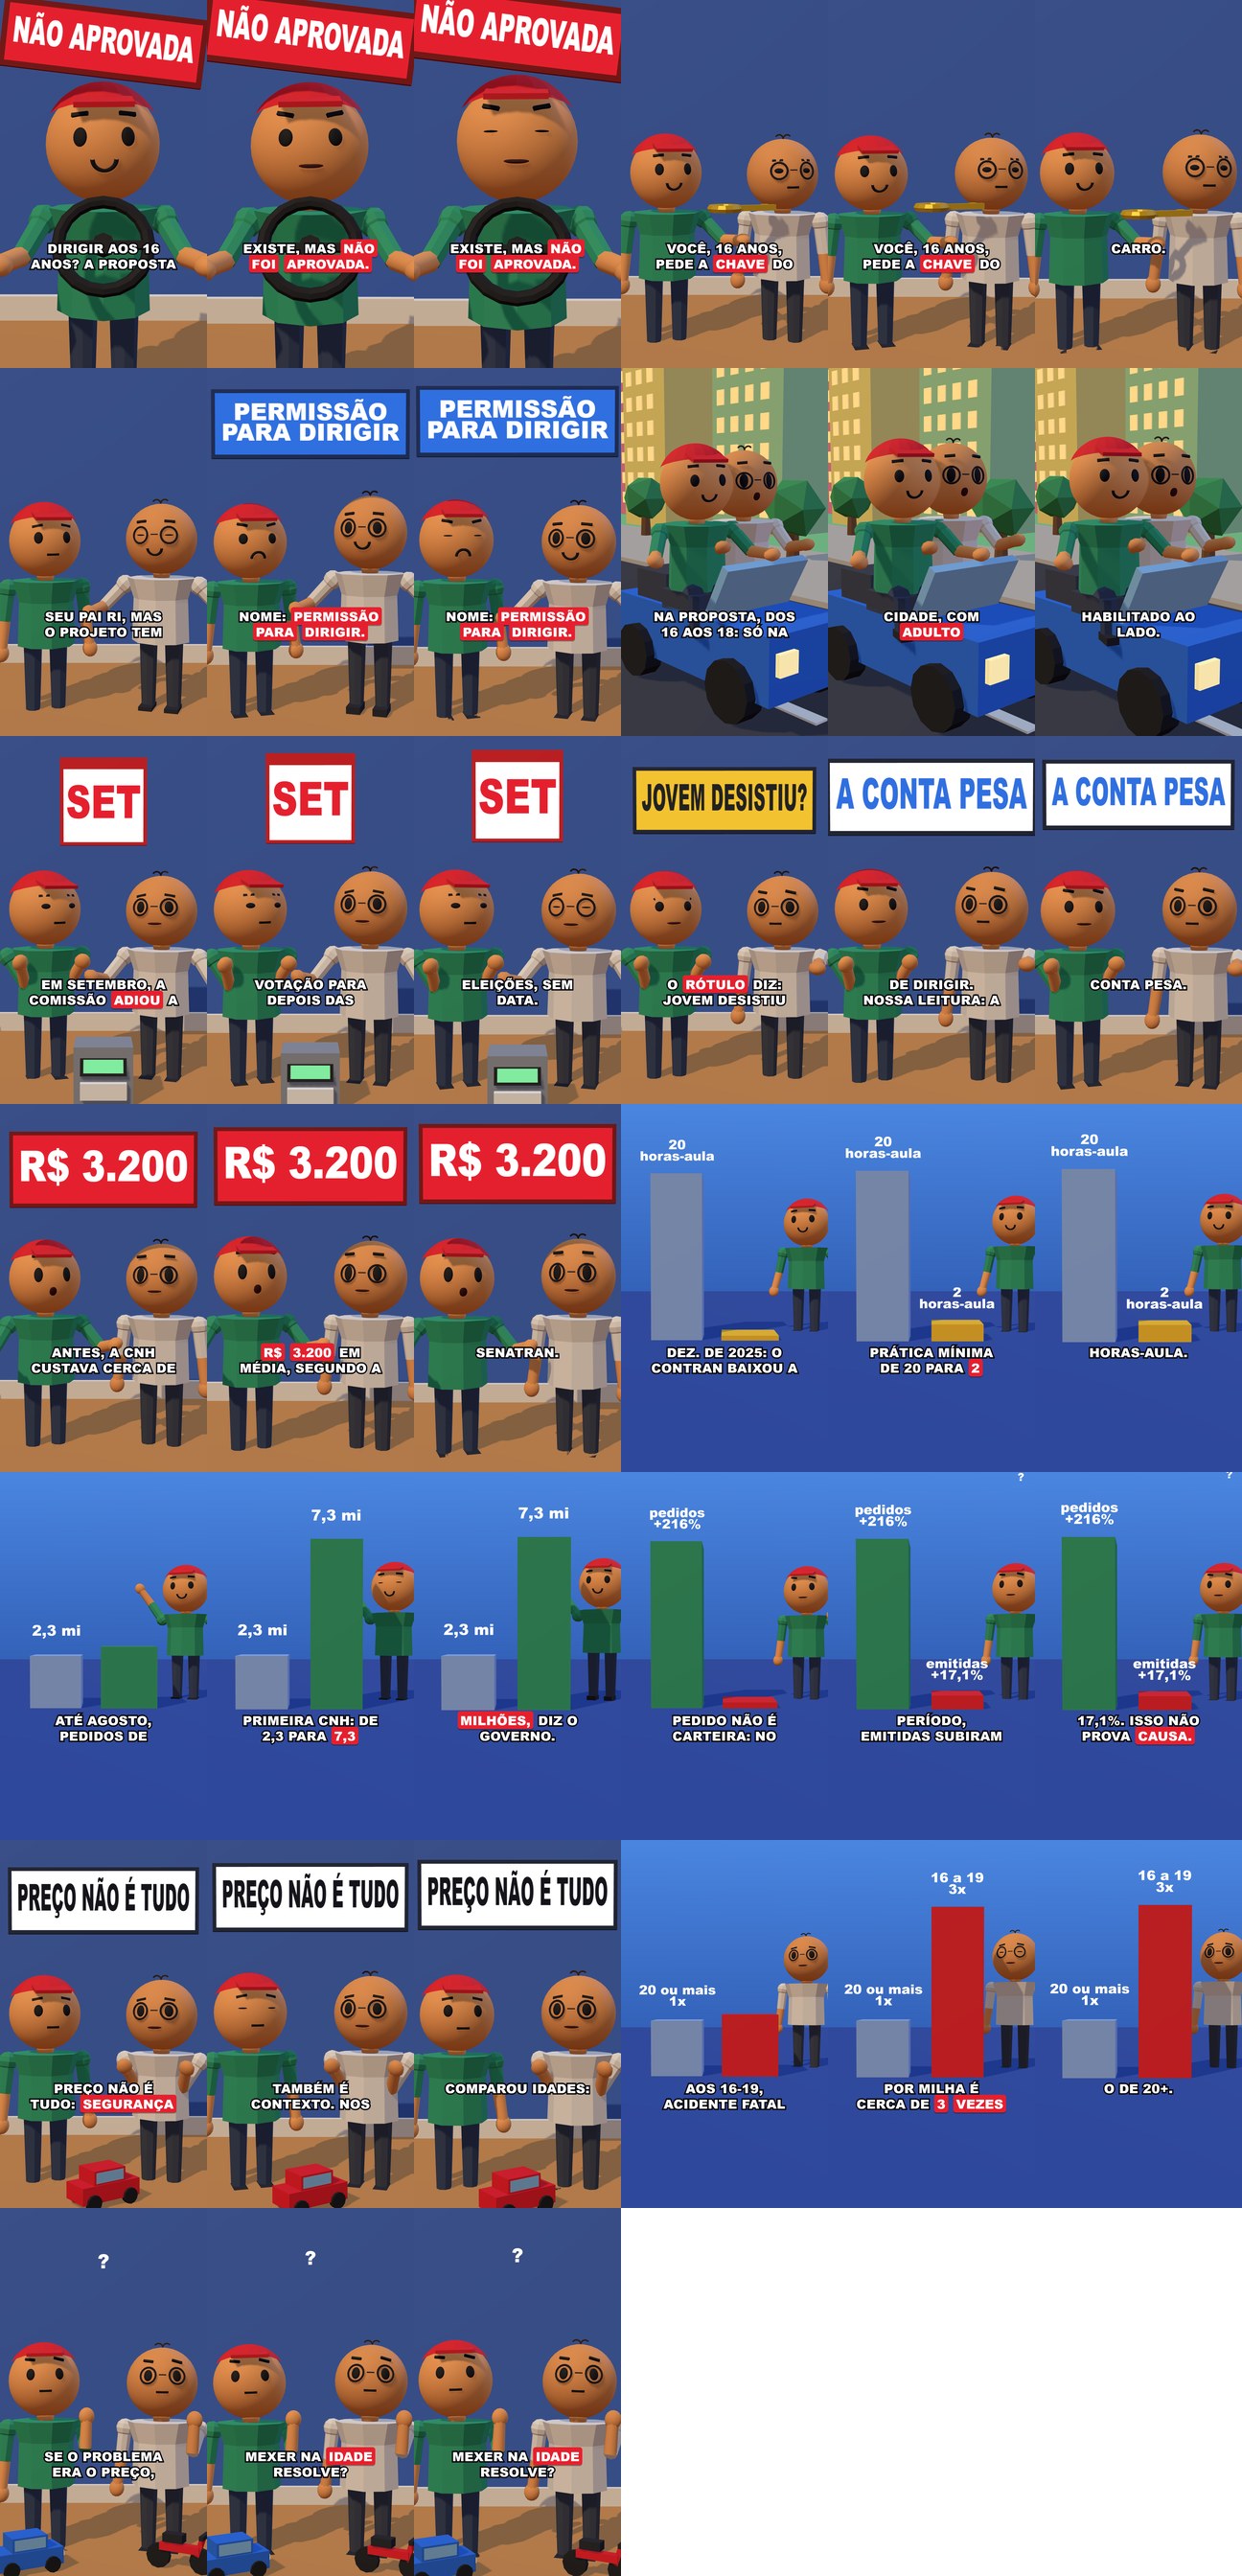 NÃO APROVADA
DIRIGIR AOS 16
ANOS? A PROPOSTA
NÃO APROVADA
EXISTE, MAS NÃO
FOI APROVADA.
NÃO APROVADA
EXISTE, MAS NÃO
FOI APROVADA.
VOCÊ, 16 ANOS,
PEDE A CHAVE DO
VOCÊ, 16 ANOS,
PEDE A CHAVE DO
CARRO.
SEU PAI RI, MAS
O PROJETO TEM
PERMISSÃO
PARA DIRIGIR
NOME: PERMISSÃO
PARA DIRIGIR.
PERMISSÃO
PARA DIRIGIR
NOME: PERMISSÃO
PARA DIRIGIR.
NA PROPOSTA, DOS
16 AOS 18: SÓ NA
CIDADE, COM
ADULTO
HABILITADO AO
LADO.
SET
EM SETEMBRO, A
COMISSÃO ADIOU A
SET
VOTAÇÃO PARA
DEPOIS DAS
SET
ELEIÇÕES, SEM
DATA.
JOVEM DESISTIU?
O RÓTULO DIZ:
JOVEM DESISTIU
A CONTA PESA
DE DIRIGIR.
NOSSA LEITURA: A
A CONTA PESA
CONTA PESA.
R$ 3.200
ANTES, A CNH
CUSTAVA CERCA DE
R$ 3.200
R$ 3.200 EM
MÉDIA, SEGUNDO A
R$ 3.200
SENATRAN.
20
horas-aula
DEZ. DE 2025: O
CONTRAN BAIXOU A
20
horas-aula
2
horas-aula
PRÁTICA MÍNIMA
DE 20 PARA 2
20
horas-aula
2
horas-aula
HORAS-AULA.
2,3 mi
ATÉ AGOSTO,
PEDIDOS DE
7,3 mi
2,3 mi
PRIMEIRA CNH: DE
2,3 PARA 7,3
7,3 mi
2,3 mi
MILHÕES, DIZ O
GOVERNO.
pedidos
+216%
PEDIDO NÃO É
CARTEIRA: NO
?
pedidos
+216%
emitidas
+17,1%
PERÍODO,
EMITIDAS SUBIRAM
?
pedidos
+216%
emitidas
+17,1%
17,1%. ISSO NÃO
PROVA CAUSA.
PREÇO NÃO É TUDO
PREÇO NÃO É
TUDO: SEGURANÇA
PREÇO NÃO É TUDO
TAMBÉM É
CONTEXTO. NOS
PREÇO NÃO É TUDO
COMPAROU IDADES:
20 ou mais
1x
AOS 16-19,
ACIDENTE FATAL
16 a 19
3x
20 ou mais
1x
POR MILHA É
CERCA DE 3 VEZES
16 a 19
3x
20 ou mais
1x
O DE 20+.
?
SE O PROBLEMA
ERA O PREÇO,
?
MEXER NA IDADE
RESOLVE?
?
MEXER NA IDADE
RESOLVE?